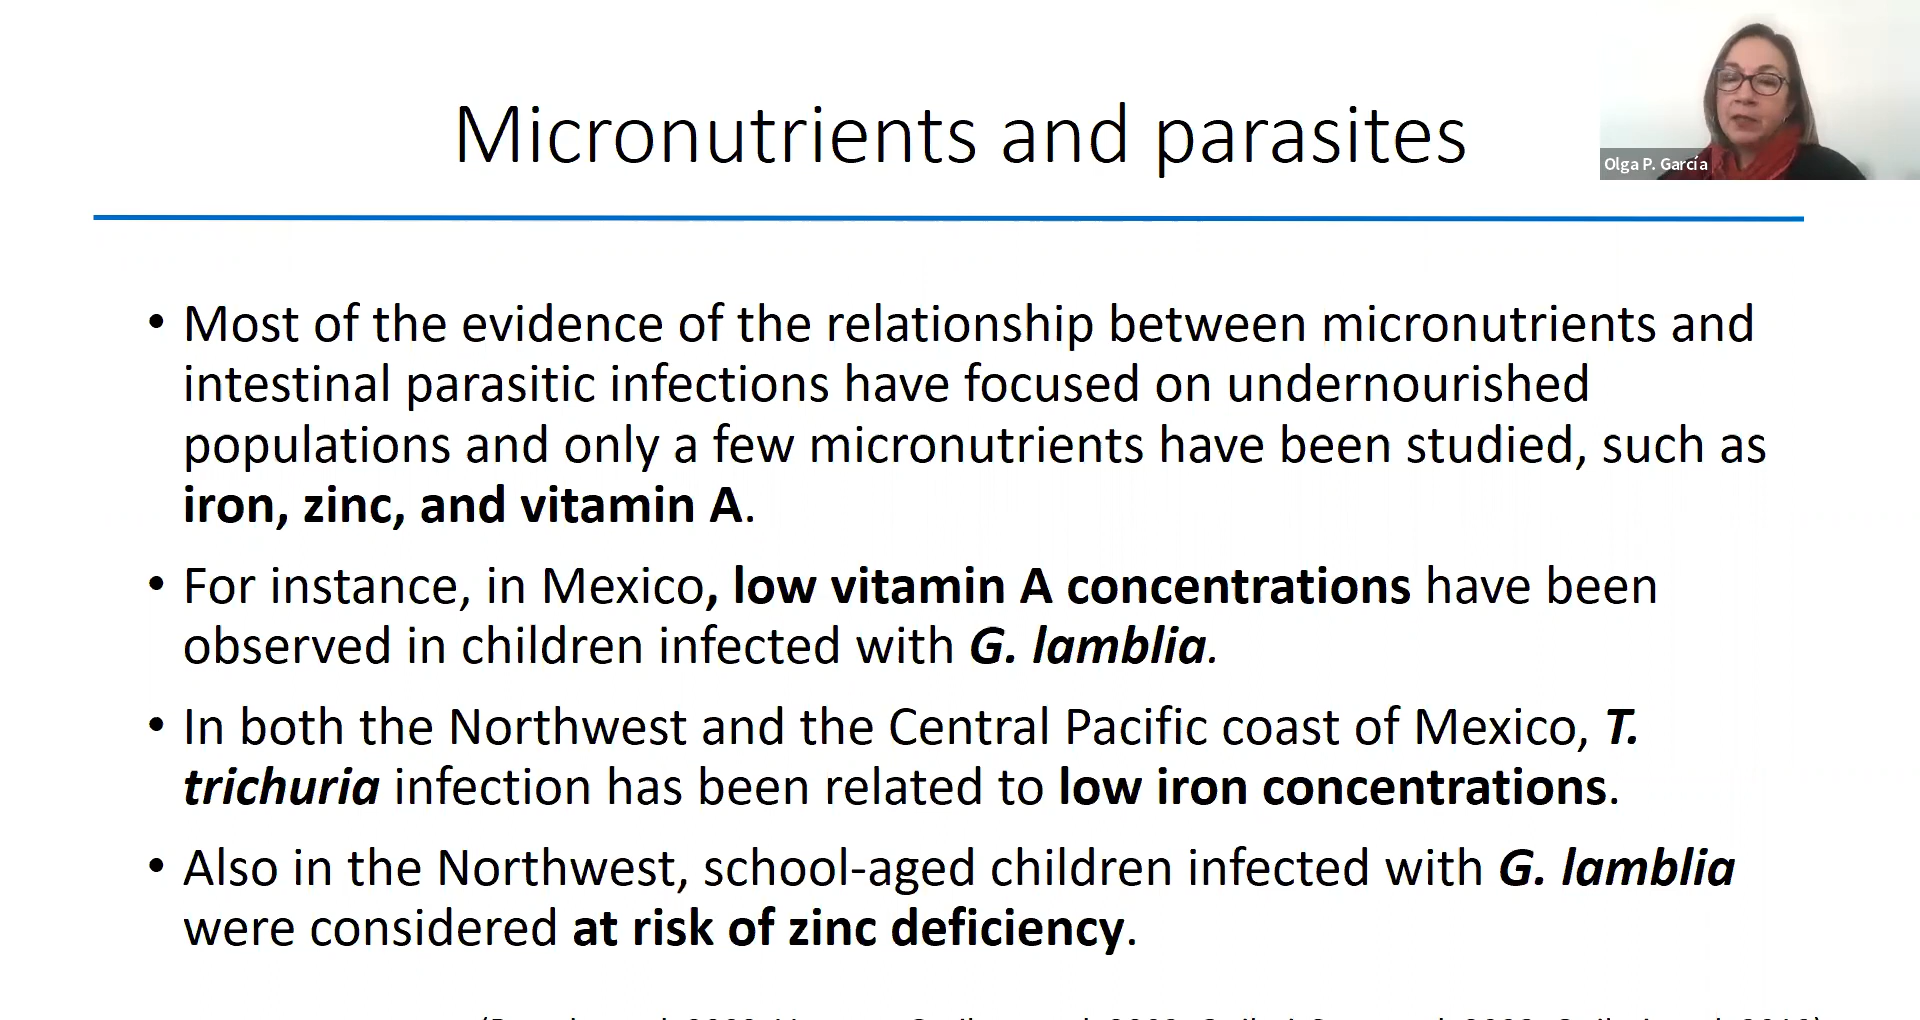 Micronutrients and parasites
Olga P. García
• Most of the evidence of the relationship between micronutrients and
intestinal parasitic infections have focused on undernourished
populations and only a few micronutrients have been studied, such as
iron, zinc, and vitamin A.
• For instance, in Mexico, low vitamin A concentrations have been
observed in children infected with G. lamblia.
• In both the Northwest and the Central Pacific coast of Mexico, T.
trichuria infection has been related to low iron concentrations.
• Also in the Northwest, school-aged children infected with G. lamblia
were considered at risk of zinc deficiency.